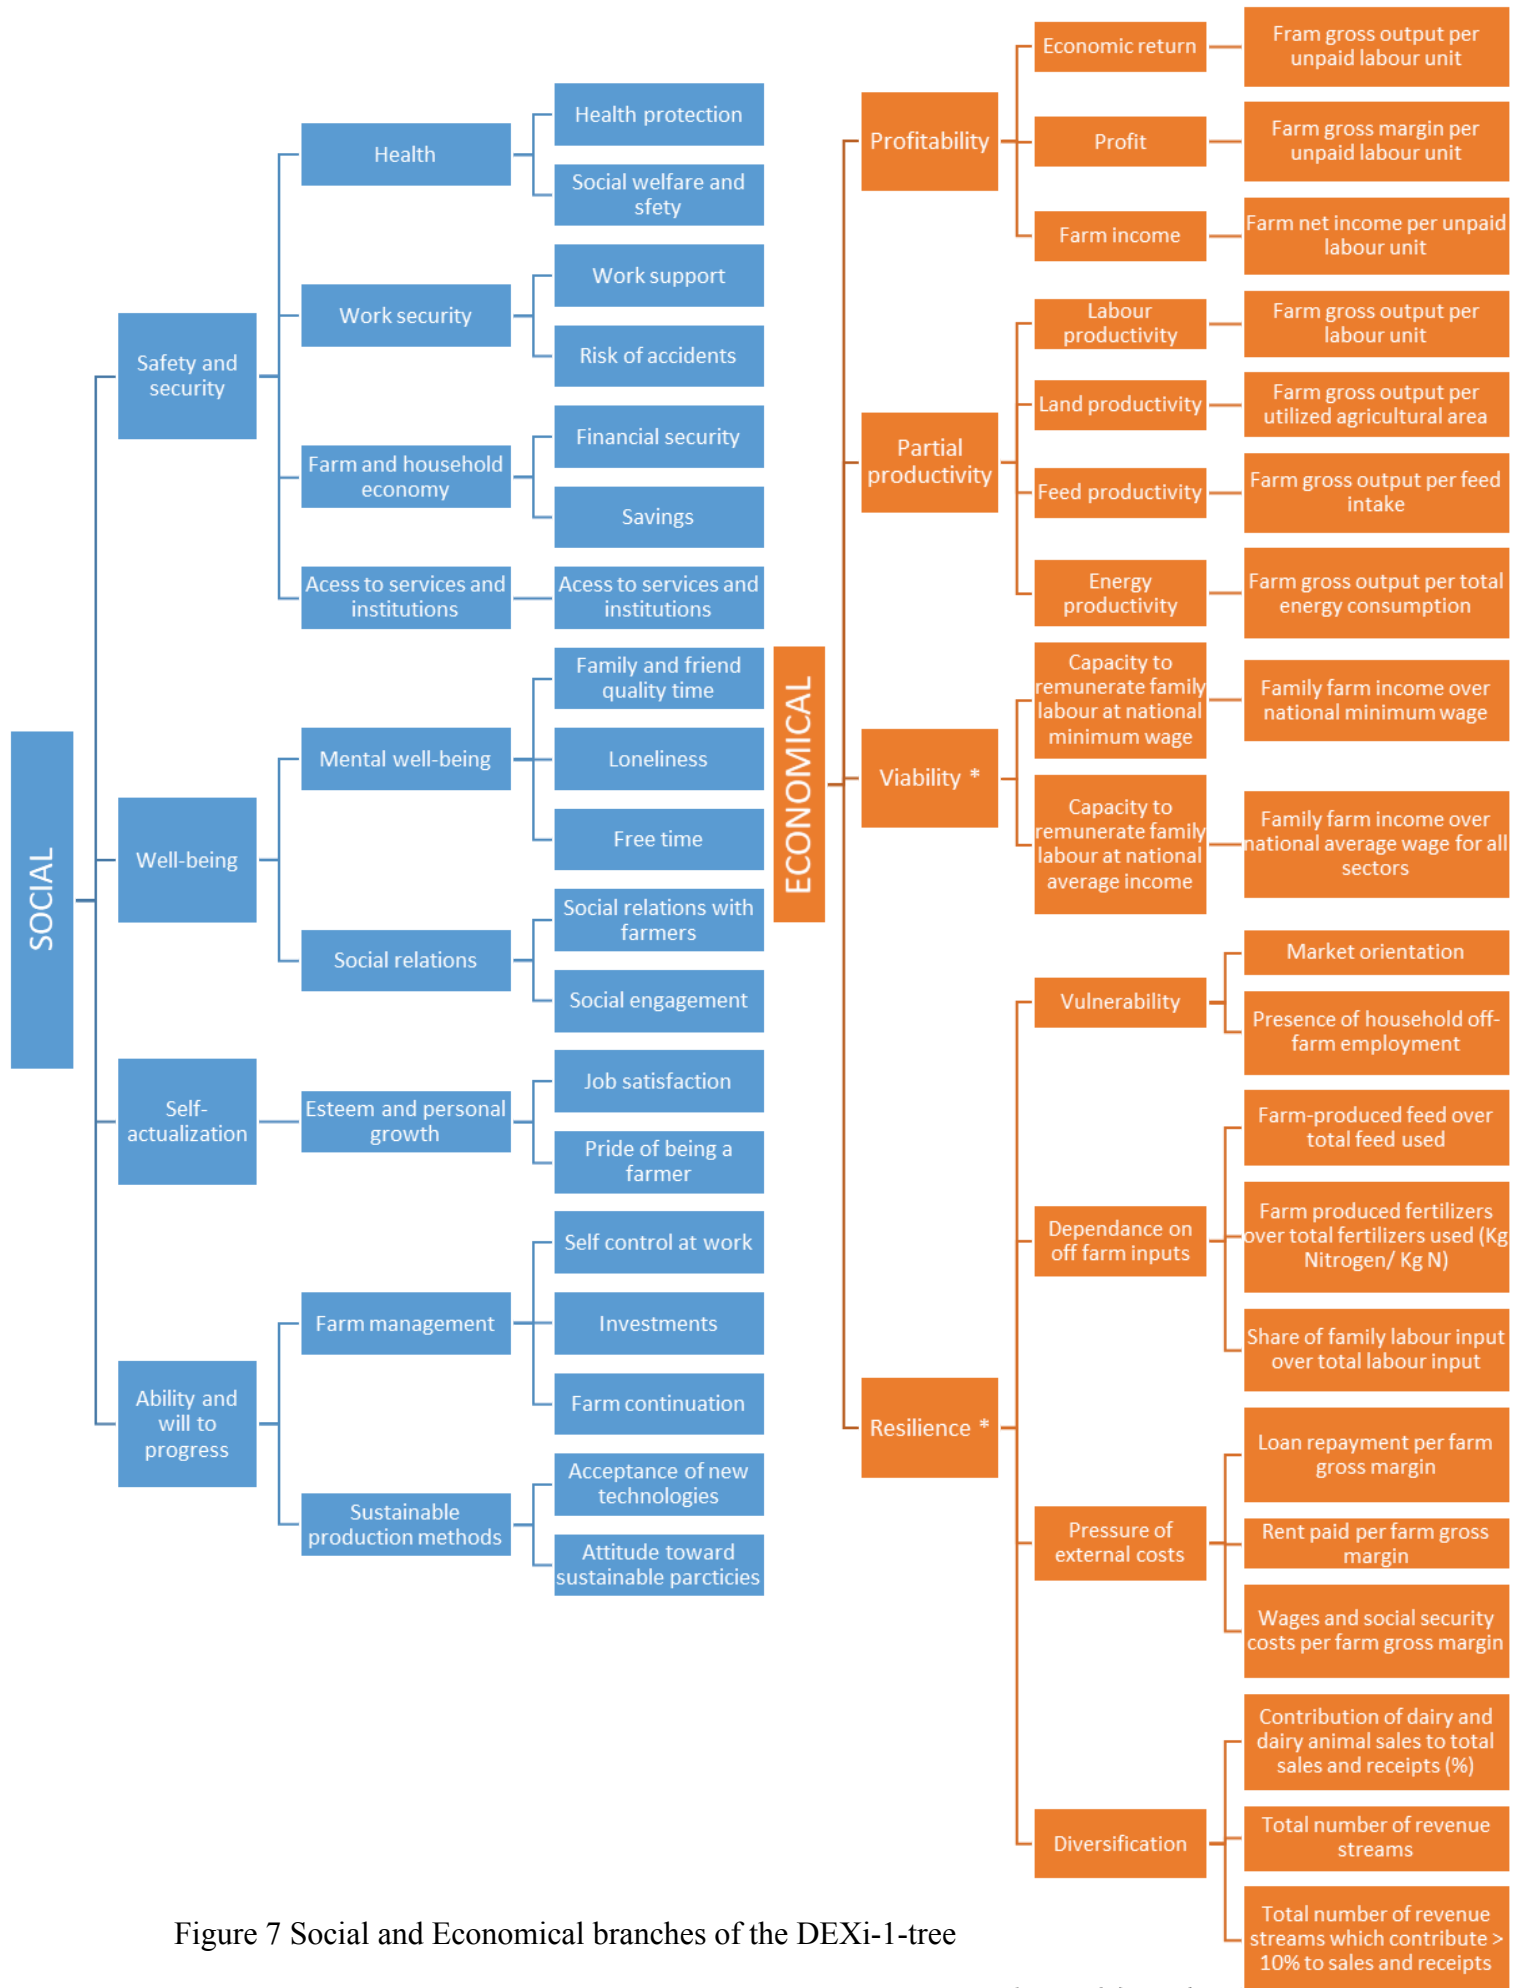 SOCIAL
Safety and
security
Health
Health protection
Social welfare and
sfety
Work security
Work support
Risk of accidents
Farm and household
economy
Financial security
Savings
Acess to services and
institutions
Acess to services and
institutions
Well-being
Mental well-being
Family and friend
quality time
Loneliness
Free time
Social relations
Social relations with
farmers
Social engagement
Self-
actualization
Esteem and personal
growth
Job satisfaction
Pride of being a
farmer
Ability and
will to
progress
Farm management
Self control at work
Investments
Farm continuation
Sustainable
production methods
Acceptance of new
technologies
Attitude toward
sustainable parcticies
ECONOMICAL
Profitability
Economic return
Fram gross output per
unpaid labour unit
Profit
Farm gross margin per
unpaid labour unit
Farm income
Farm net income per unpaid
labour unit
Partial
productivity
Labour
productivity
Farm gross output per
labour unit
Land productivity
Farm gross output per
utilized agricultural area
Feed productivity
Farm gross output per feed
intake
Energy
productivity
Farm gross output per total
energy consumption
Viability *
Capacity to
remunerate family
labour at national
minimum wage
Family farm income over
national minimum wage
Capacity to
remunerate family
labour at national
average income
Family farm income over
national average wage for all
sectors
Resilience *
Vulnerability
Market orientation
Presence of household off-
farm employment
Dependance on
off farm inputs
Farm-produced feed over
total feed used
Farm produced fertilizers
over total fertilizers used (Kg
Nitrogen/ Kg N)
Share of family labour input
over total labour input
Pressure of
external costs
Loan repayment per farm
gross margin
Rent paid per farm gross
margin
Wages and social security
costs per farm gross margin
Diversification
Contribution of dairy and
dairy animal sales to total
sales and receipts (%)
Total number of revenue
streams
Total number of revenue
streams which contribute >
10% to sales and receipts
Figure 7 Social and Economical branches of the DEXi-1-tree